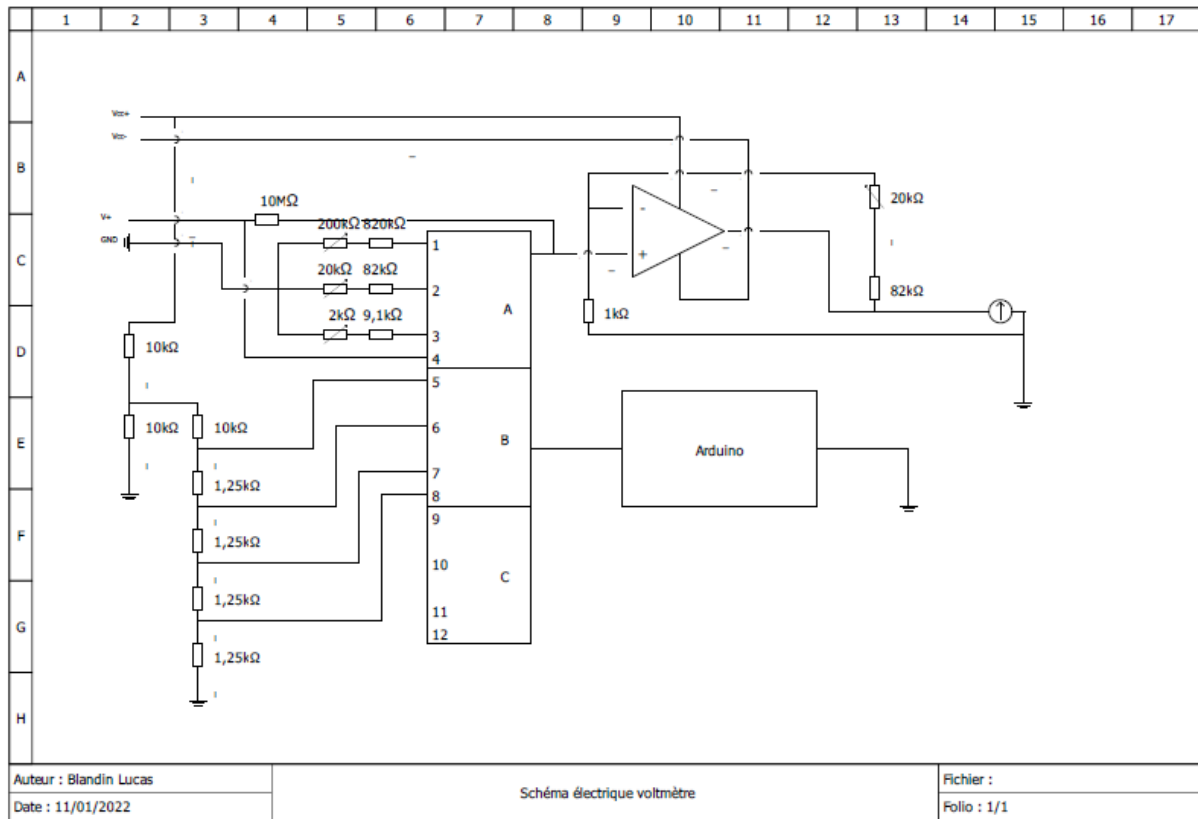 1 2 3 4 5 6 7 8 9 10 11 12 13 14 15 16 17
A
B
C
D
E
F
G
H
Vcc+
Vcc-
V+
GND
10MΩ
200kΩ 820kΩ
20kΩ 82kΩ
2kΩ 9,1kΩ
1
2
3
4
5
6
7
8
9
10
11
12
A
B
C
-
+
20kΩ
82kΩ
1kΩ
10kΩ
10kΩ
10kΩ
1,25kΩ
1,25kΩ
1,25kΩ
1,25kΩ
Arduino
Auteur : Blandin Lucas
Date : 11/01/2022
Schéma électrique voltmètre
Fichier :
Folio : 1/1